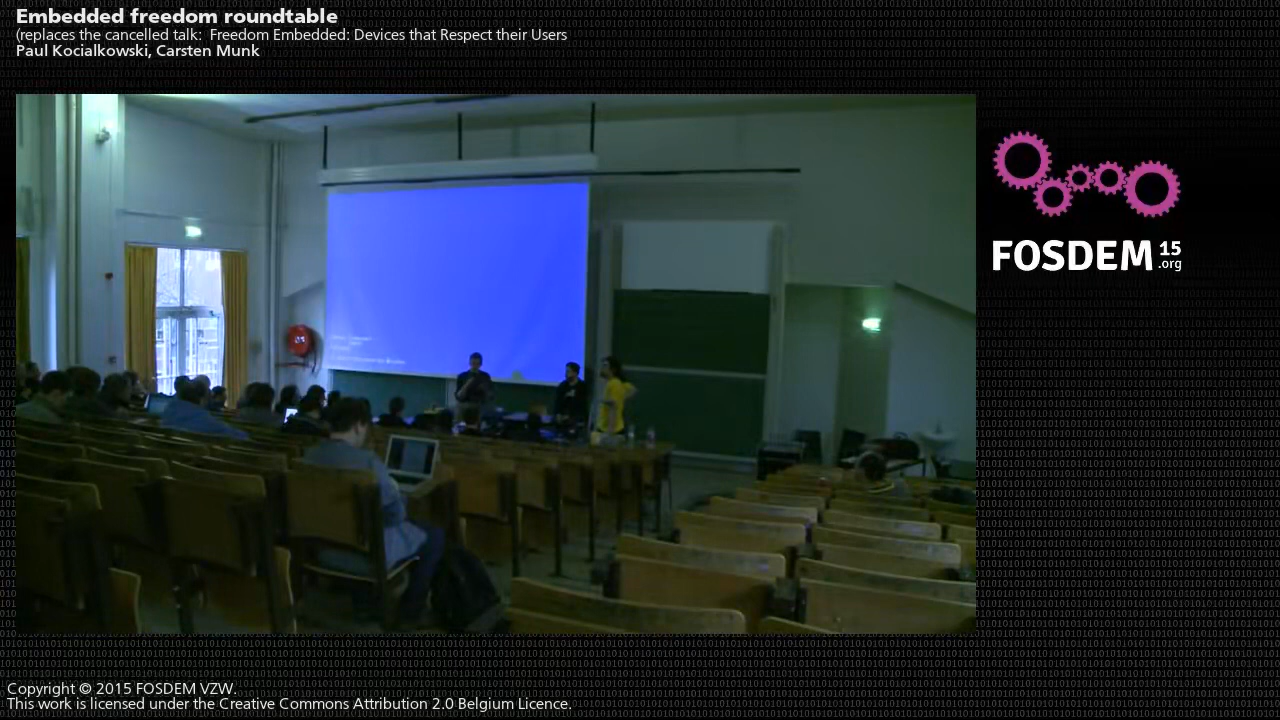 Embedded freedom roundtable
(replaces the cancelled talk:  Freedom Embedded: Devices that Respect their Users
Paul Kocialkowski, Carsten Munk
FOSDEM 15
.org
Copyright © 2015 FOSDEM VZW.
This work is licensed under the Creative Commons Attribution 2.0 Belgium Licence.